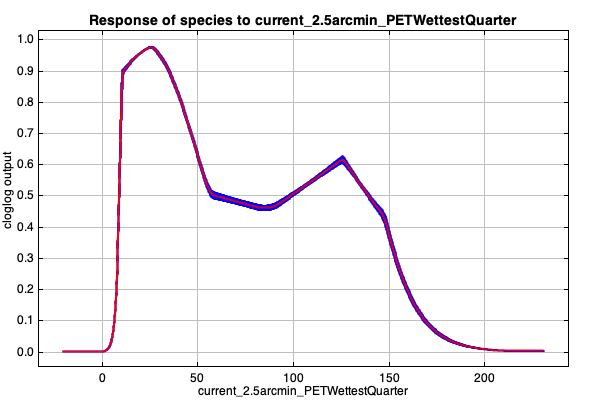 Response of species to current_2.5arcmin_PETWettestQuarter
1.0
0.9
0.8
0.7
0.6
0.5
0.4
0.3
0.2
0.1
0.0
cloglog output
0 50 100 150 200
current_2.5arcmin_PETWettestQuarter